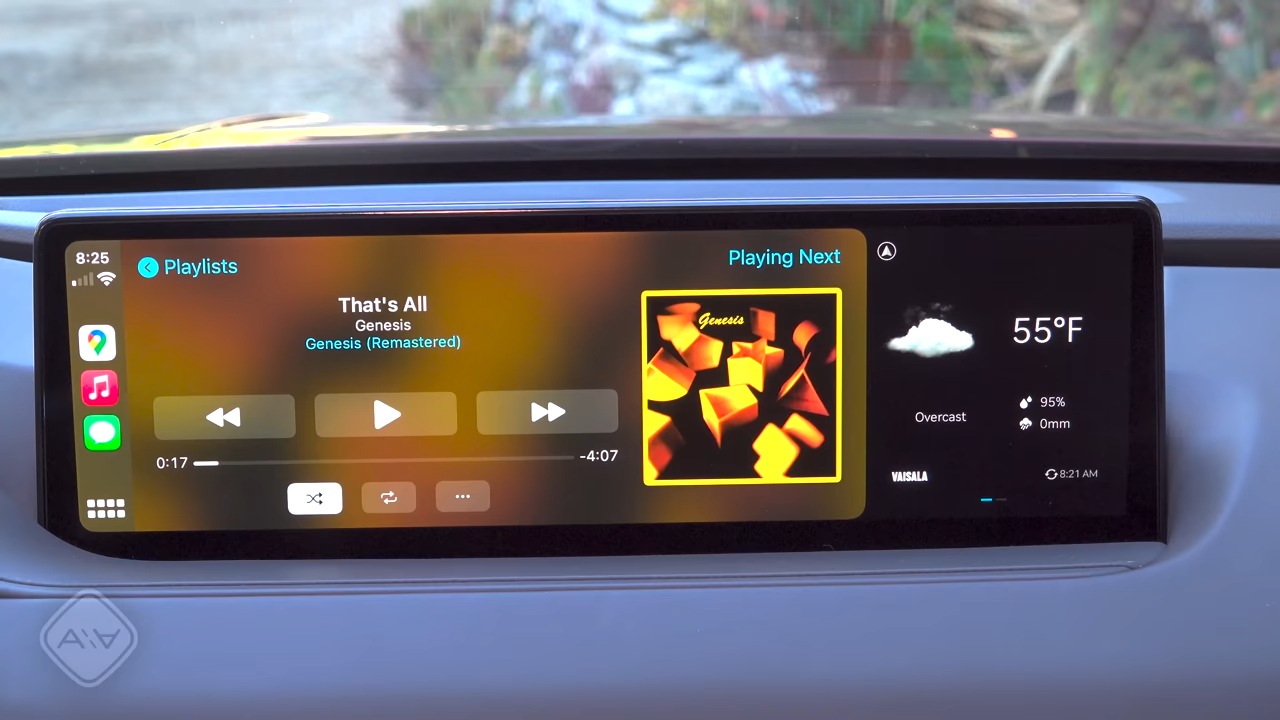 8:25
Playlists
Playing Next
That's All
Genesis
Genesis (Remastered)
Genesis
0:17
-4:07
55°F
Overcast
95%
0mm
VAISALA
8:21 AM